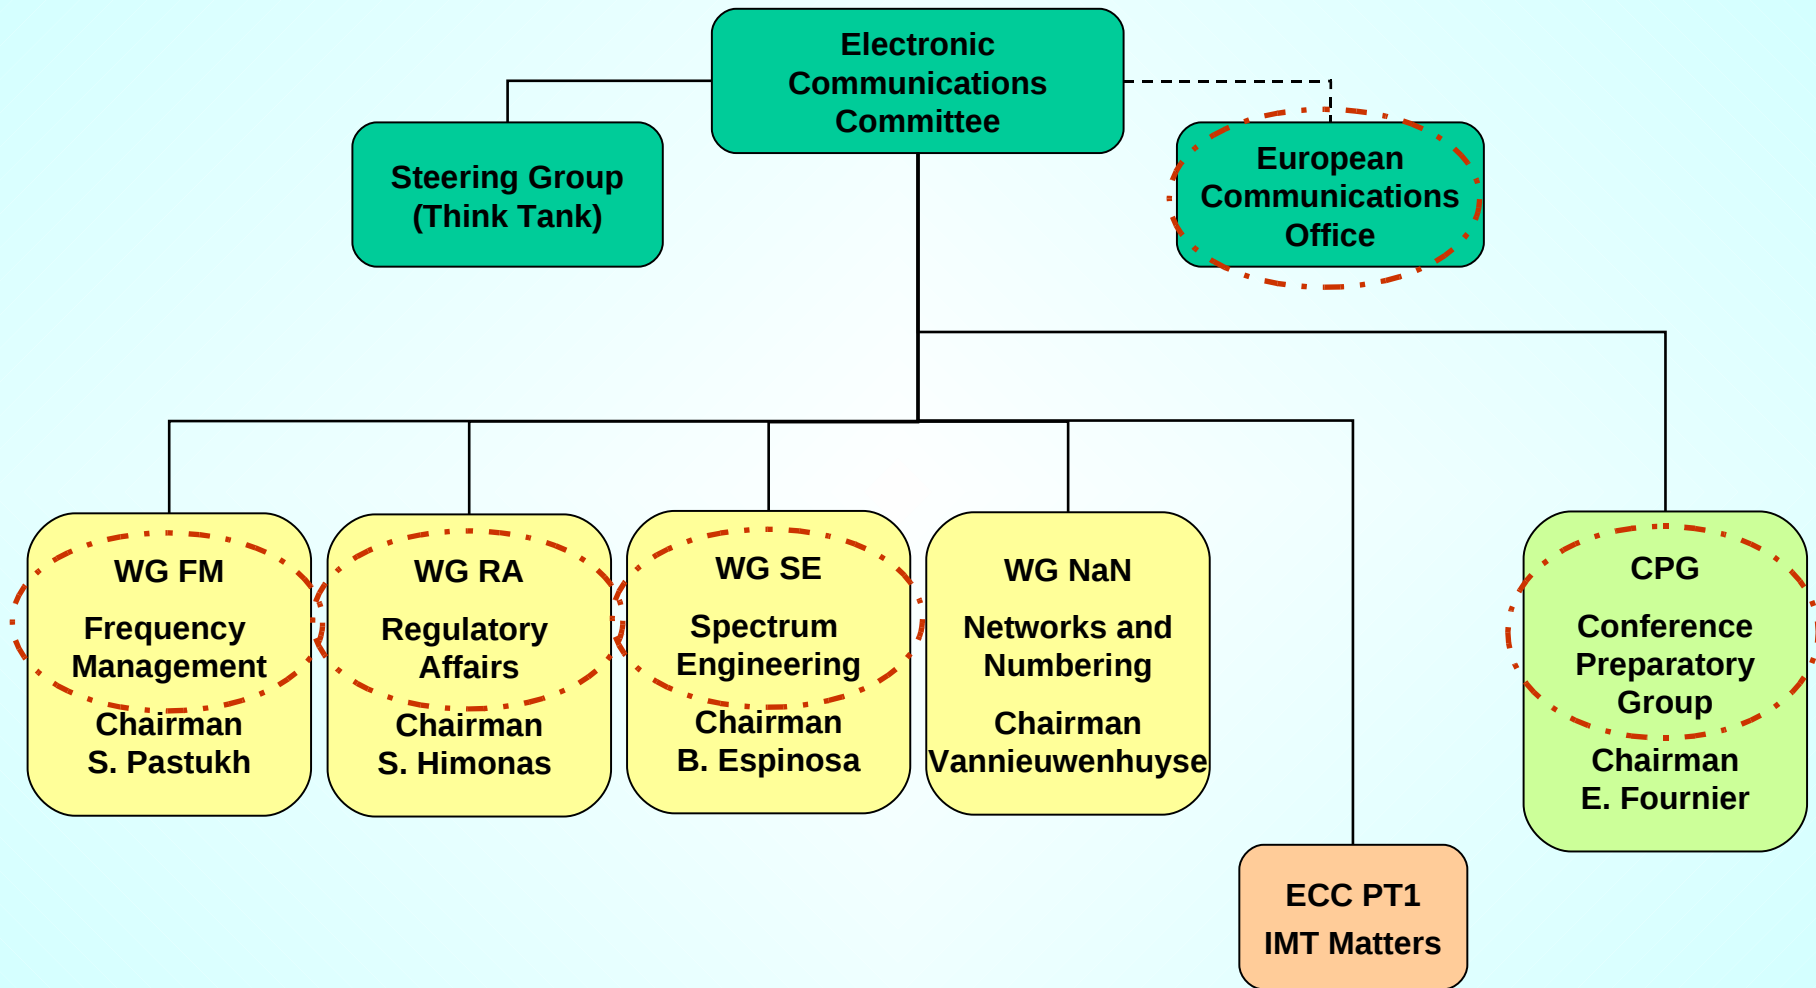 Electronic
Communications
Committee
Steering Group
(Think Tank)
European
Communications
Office
WG FM
Frequency
Management
Chairman
S. Pastukh
WG RA
Regulatory
Affairs
Chairman
S. Himonas
WG SE
Spectrum
Engineering
Chairman
B. Espinosa
WG NaN
Networks and
Numbering
Chairman
Vannieuwenhuyse
CPG
Conference
Preparatory
Group
Chairman
E. Fournier
ECC PT1
IMT Matters